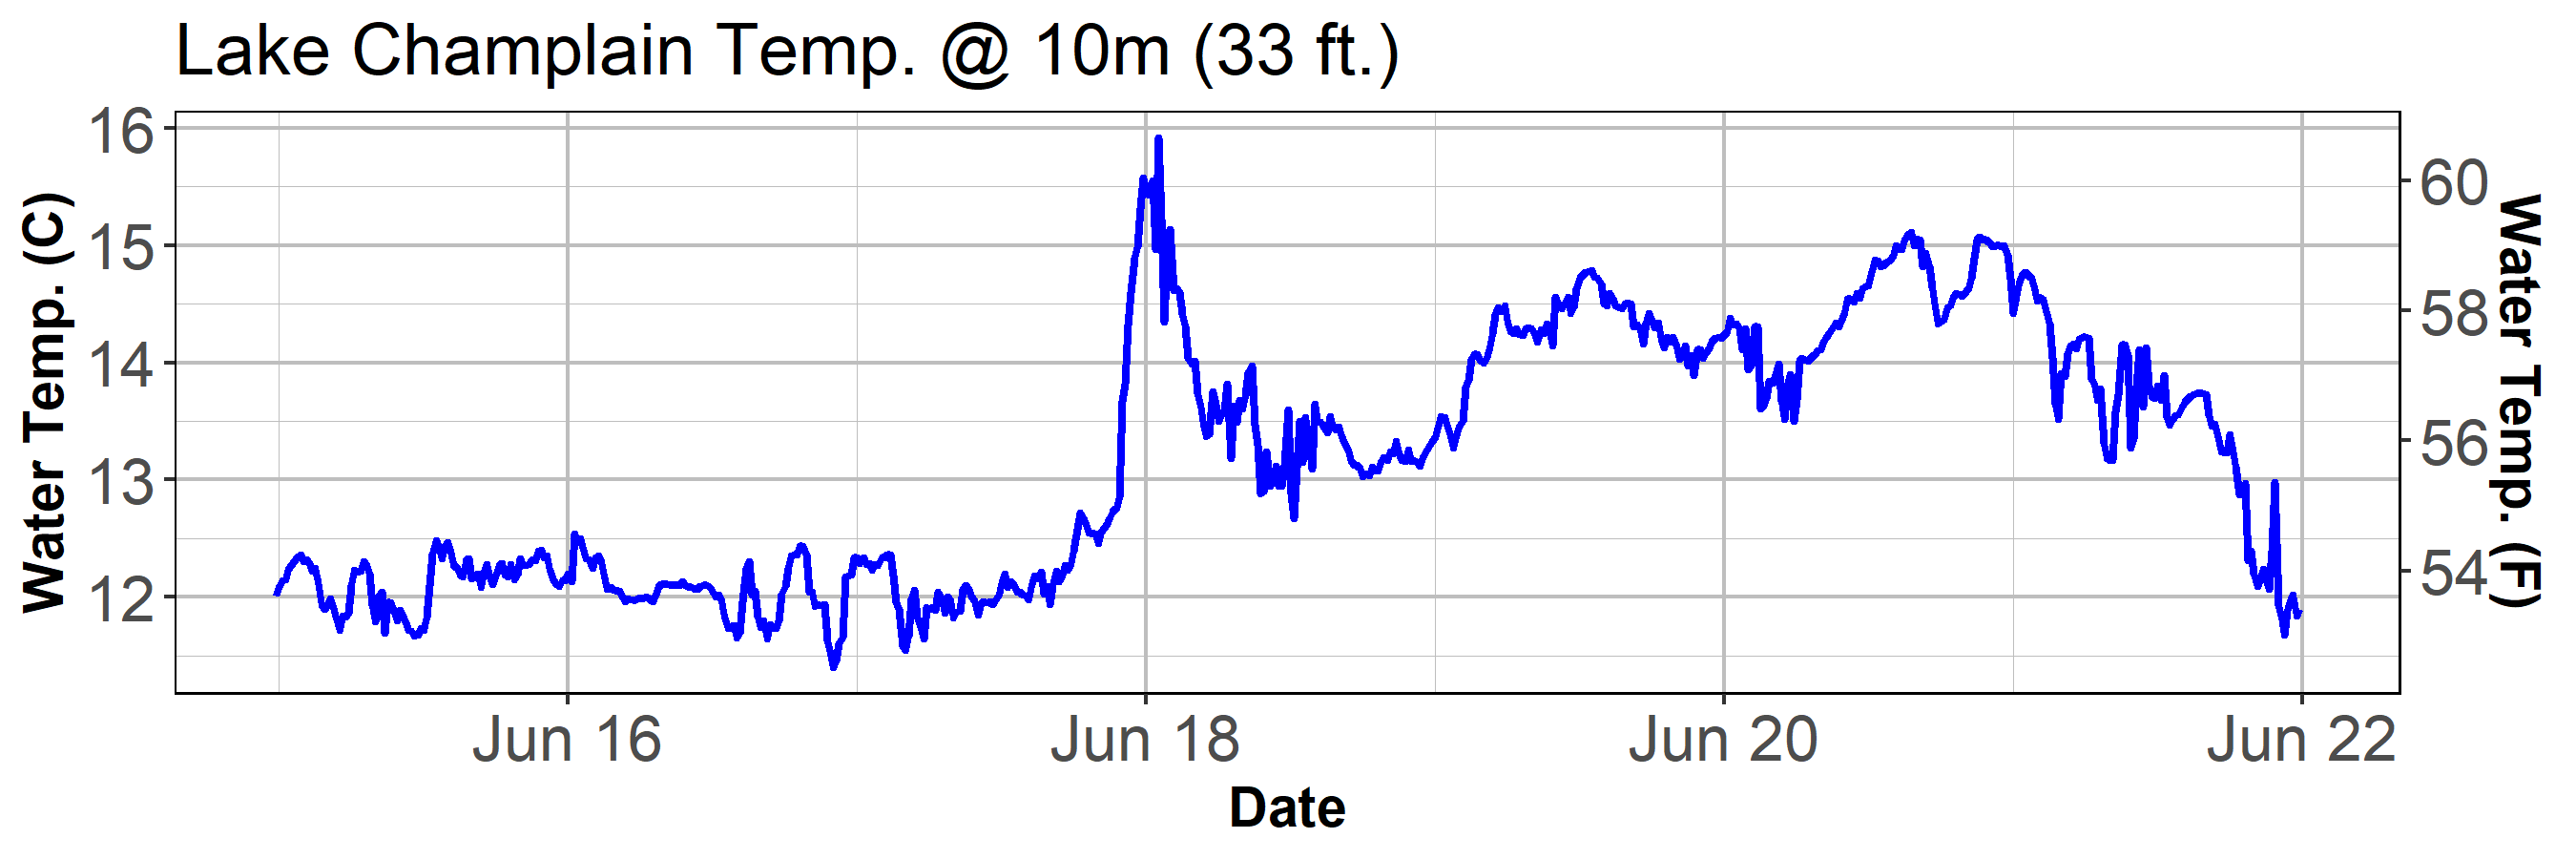 Lake Champlain Temp. @ 10m (33 ft.)
Water Temp. (C)
16
15
14
13
12
60
58
56
54
Water Temp. (F)
Jun 16
Jun 18
Jun 20
Jun 22
Date